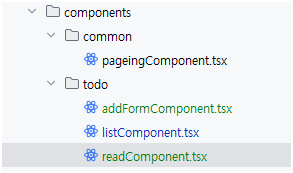 components
common
pageingComponent.tsx
todo
addFormComponent.tsx
listComponent.tsx
readComponent.tsx